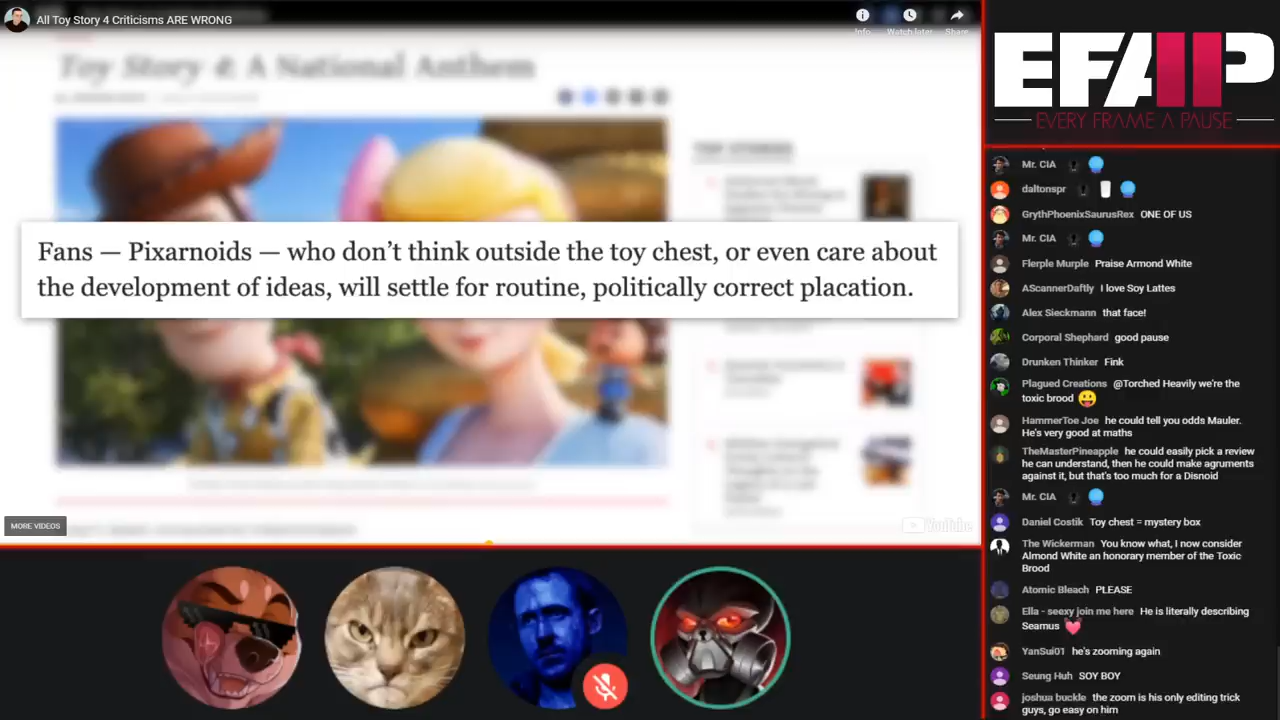 All Toy Story 4 Criticisms ARE WRONG
Info
Watch later
Share
Toy Story 4: A National Anthem
TOP STORIES
Fans — Pixarnoids — who don’t think outside the toy chest, or even care about
the development of ideas, will settle for routine, politically correct placation.
MORE VIDEOS
YouTube
EFAP
EVERY FRAME A PAUSE
Mr. CIA
daltonspr
GrythPhoenixSaurusRex ONE OF US
Mr. CIA
Flerple Murple Praise Armond White
AScannerDaftly I love Soy Lattes
Alex Sieckmann that face!
Corporal Shephard good pause
Drunken Thinker Fink
Plagued Creations @Torched Heavily we're the
toxic brood
HammerToe Joe he could tell you odds Mauler.
He's very good at maths
TheMasterPineapple he could easily pick a review
he can understand, then he could make agruments
against it, but that's too much for a Disnoid
Mr. CIA
Daniel Costik Toy chest = mystery box
The Wickerman You know what, I now consider
Almond White an honorary member of the Toxic
Brood
Atomic Bleach PLEASE
Ella - seexy join me here He is literally describing
Seamus
YanSui01 he's zooming again
Seung Huh SOY BOY
joshua buckle the zoom is his only editing trick
guys, go easy on him